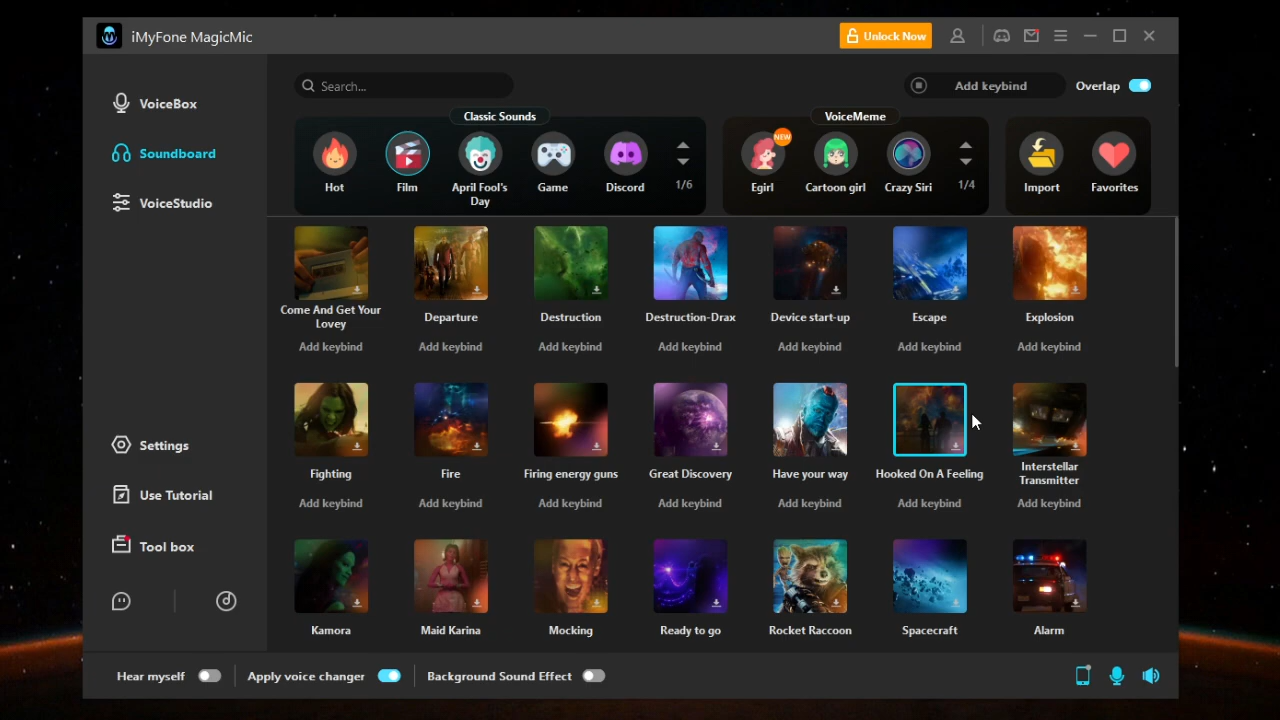 iMyFone MagicMic
Unlock Now
VoiceBox
Soundboard
VoiceStudio
Settings
Use Tutorial
Tool box
Search...
Add keybind
Overlap
Classic Sounds
Hot
Film
April Fool's
Day
Game
Discord
1/6
VoiceMeme
NEW
Egirl
Cartoon girl
Crazy Siri
1/4
Import
Favorites
Come And Get Your
Lovey
Departure
Destruction
Destruction-Drax
Device start-up
Escape
Explosion
Add keybind
Add keybind
Add keybind
Add keybind
Add keybind
Add keybind
Add keybind
Fighting
Fire
Firing energy guns
Great Discovery
Have your way
Hooked On A Feeling
Interstellar
Transmitter
Add keybind
Add keybind
Add keybind
Add keybind
Add keybind
Add keybind
Add keybind
Kamora
Maid Karina
Mocking
Ready to go
Rocket Raccoon
Spacecraft
Alarm
Hear myself
Apply voice changer
Background Sound Effect